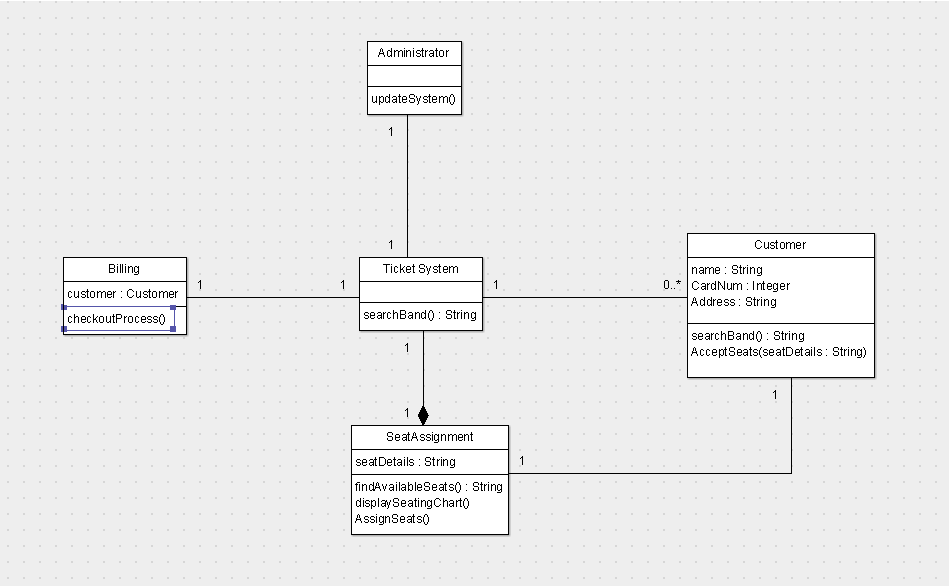 Administrator
updateSystem()
1
1
Billing
customer : Customer
checkoutProcess()
1
1
Ticket System
searchBand() : String
1
0..*
Customer
name : String
CardNum : Integer
Address : String
searchBand() : String
AcceptSeats(seatDetails : String)
1
1
1
1
SeatAssignment
seatDetails : String
findAvailableSeats() : String
displaySeatingChart()
AssignSeats()